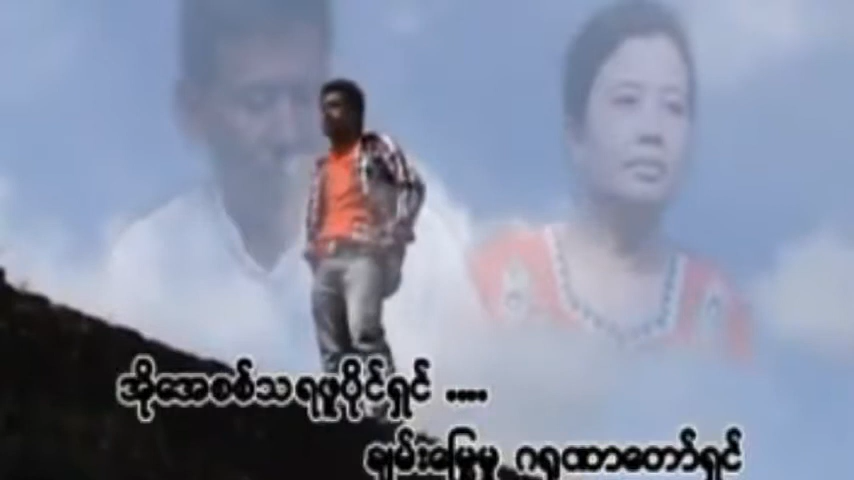 အိုအေစစ်သရဖူပိုင်ရှင် ....
ချမ်းမြွေမှု ဂရုဏာတော်ရှင်